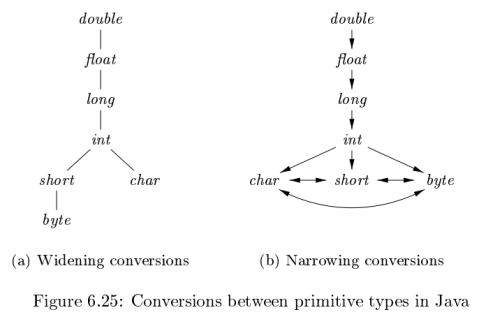 double double
float float
long long
int int
short char char short byte
byte
(a) Widening conversions (b) Narrowing conversions
Figure 6.25: Conversions between primitive types in Java